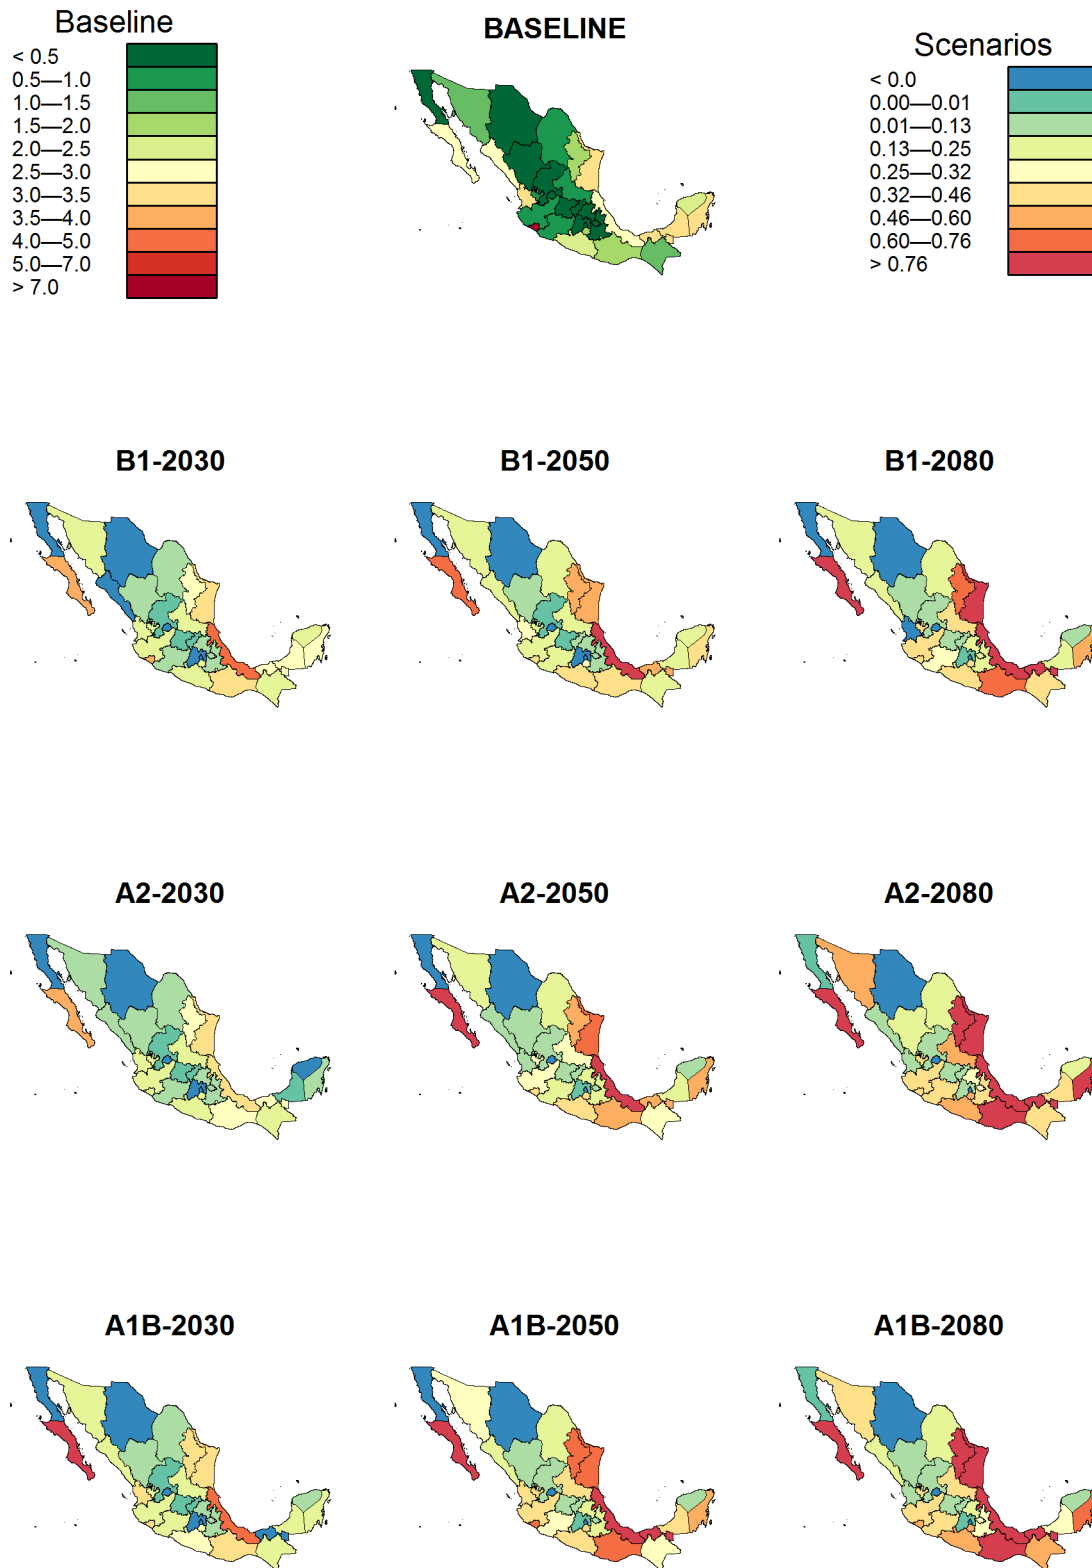 Baseline
< 0.5
0.5—1.0
1.0—1.5
1.5—2.0
2.0—2.5
2.5—3.0
3.0—3.5
3.5—4.0
4.0—5.0
5.0—7.0
> 7.0
BASELINE
Scenarios
< 0.0
0.00—0.01
0.01—0.13
0.13—0.25
0.25—0.32
0.32—0.46
0.46—0.60
0.60—0.76
> 0.76
B1-2030
B1-2050
B1-2080
A2-2030
A2-2050
A2-2080
A1B-2030
A1B-2050
A1B-2080